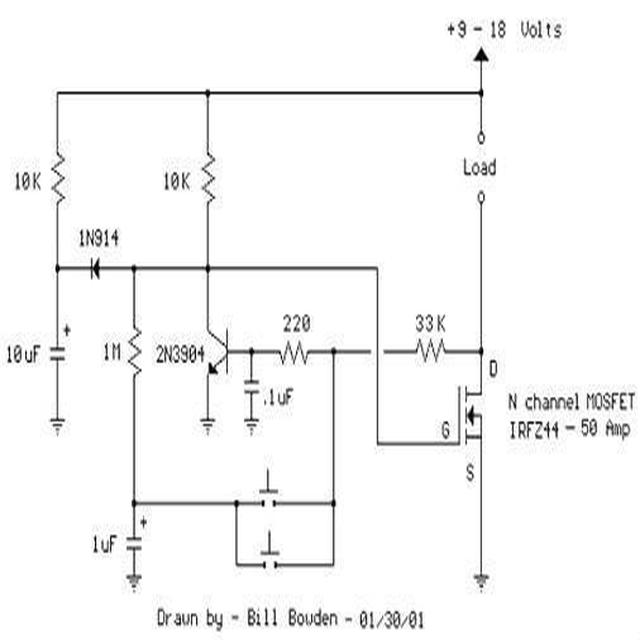 +9 - 18 Volts
Load
10K
10K
1N914
10uF
+
1M
2N3904
220
33K
.1uF
D
G
S
N channel MOSFET
IRFZ44 - 50 Amp
1uF
+
Drawn by - Bill Bowden - 01/30/01